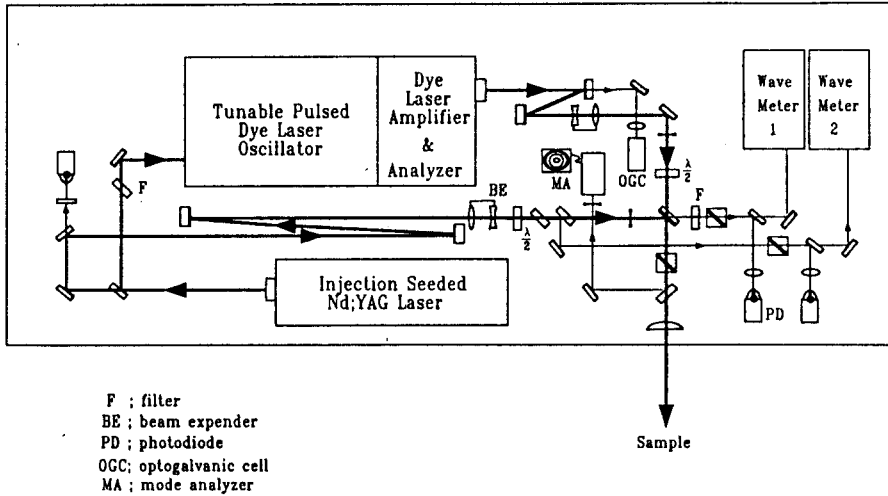 Tunable Pulsed
Dye Laser
Oscillator
Dye
Laser
Amplifier
&
Analyzer
Wave
Meter
1
Wave
Meter
2
F
BE
MA
OGC
λ/2
F
λ/2
Injection Seeded
Nd;YAG Laser
PD
Sample
F ; filter
BE ; beam expender
PD ; photodiode
OGC; optogalvanic cell
MA ; mode analyzer